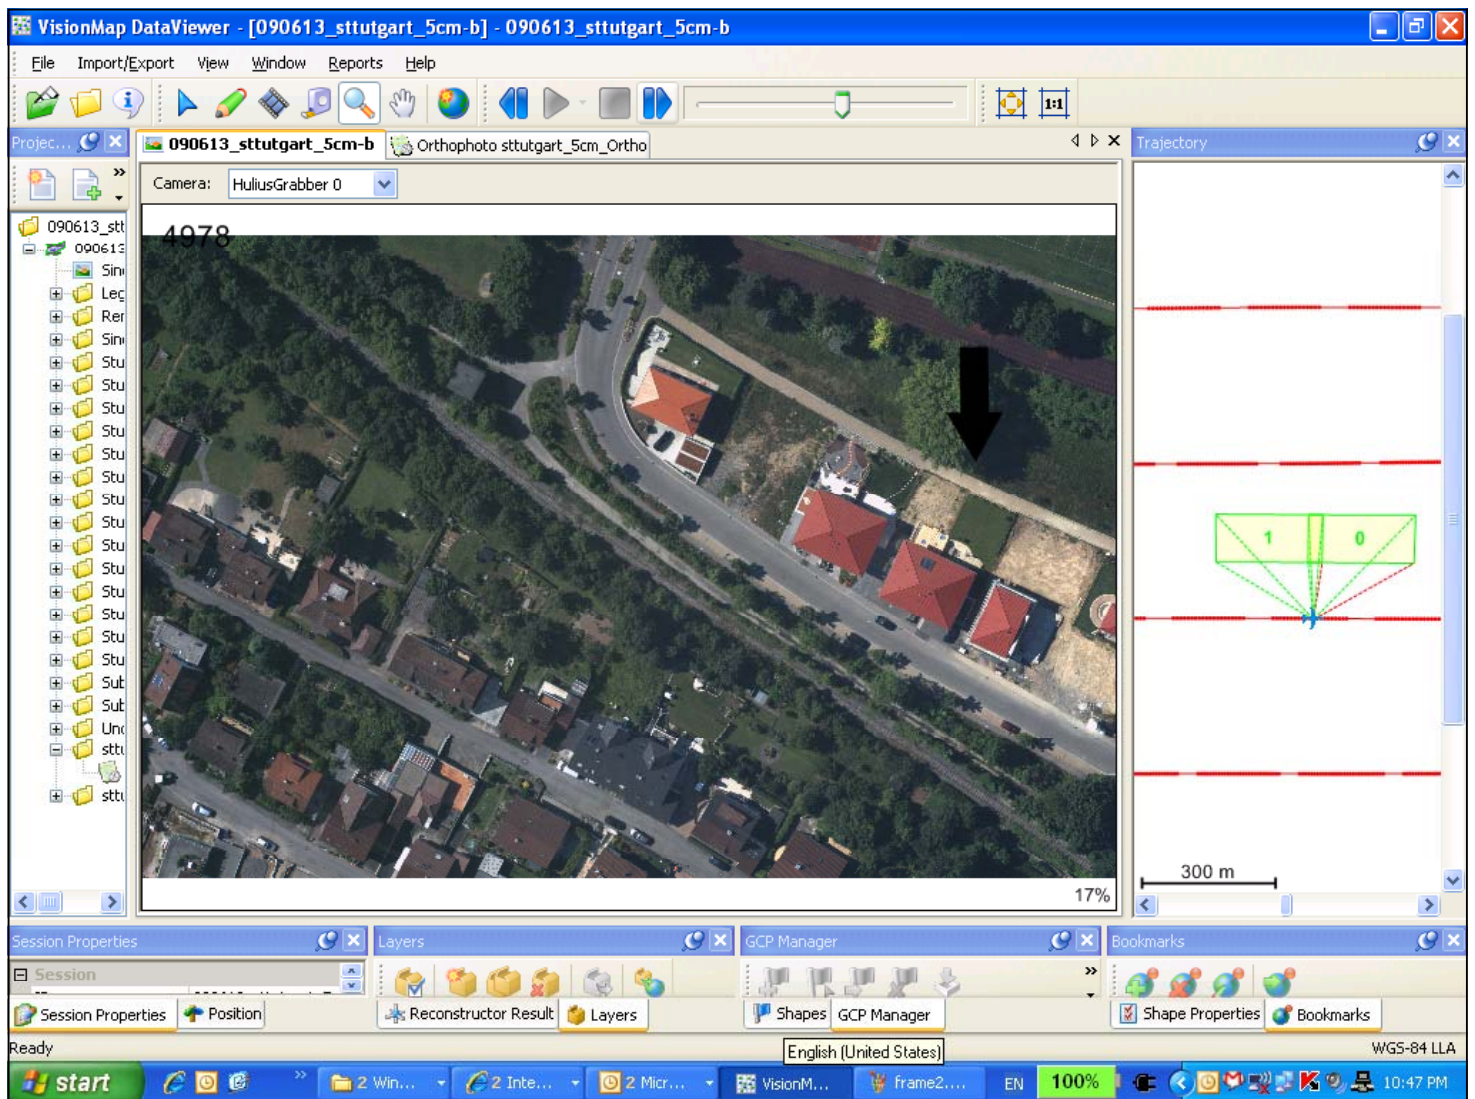 VisionMap DataViewer - [090613_sttutgart_5cm-b] - 090613_sttutgart_5cm-b
File Import/Export View Window Reports Help
1:1
Projec...
090613_sttutgart_5cm-b
Orthophoto sttutgart_5cm_Ortho
Trajectory
Camera: HuliusGrabber 0
4978
090613_stt
090613
Sin
Leg
Rer
Sin
Stu
Stu
Stu
Stu
Stu
Stu
Stu
Stu
Stu
Stu
Stu
Stu
Stu
Stu
Sub
Sub
Und
sttu
sttu
1
0
300 m
17%
Session Properties
Layers
GCP Manager
Bookmarks
Session
Session Properties
Position
Reconstructor Result
Layers
Shapes
GCP Manager
Shape Properties
Bookmarks
Ready
English (United States)
WGS-84 LLA
start
2 Win...
2 Inte...
2 Micr...
VisionM...
frame2....
EN
100%
10:47 PM